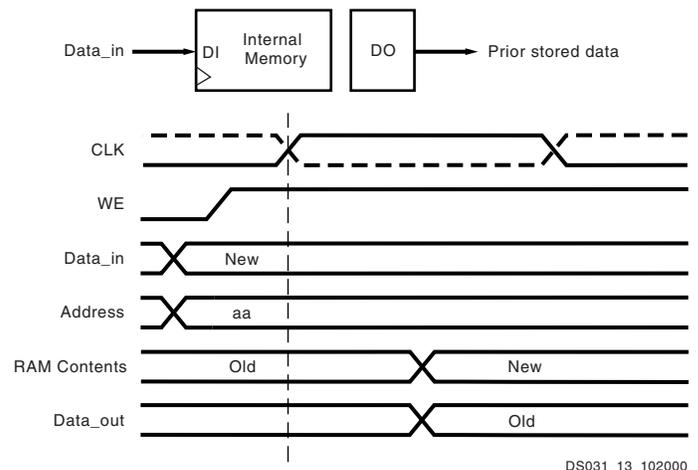 Data_in
DI
Internal
Memory
DO
Prior stored data
CLK
WE
Data_in
New
Address
aa
RAM Contents
Old
New
Data_out
Old
DS031_13_102000